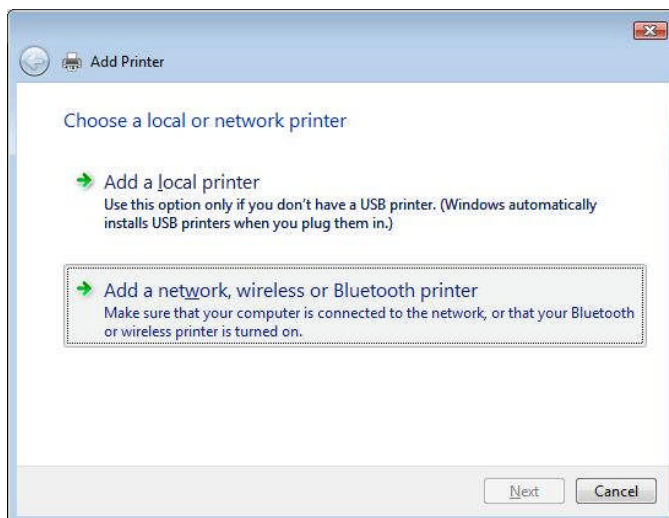 Add Printer
Choose a local or network printer
Add a local printer
Use this option only if you don't have a USB printer. (Windows automatically
installs USB printers when you plug them in.)
Add a network, wireless or Bluetooth printer
Make sure that your computer is connected to the network, or that your Bluetooth
or wireless printer is turned on.
Next
Cancel